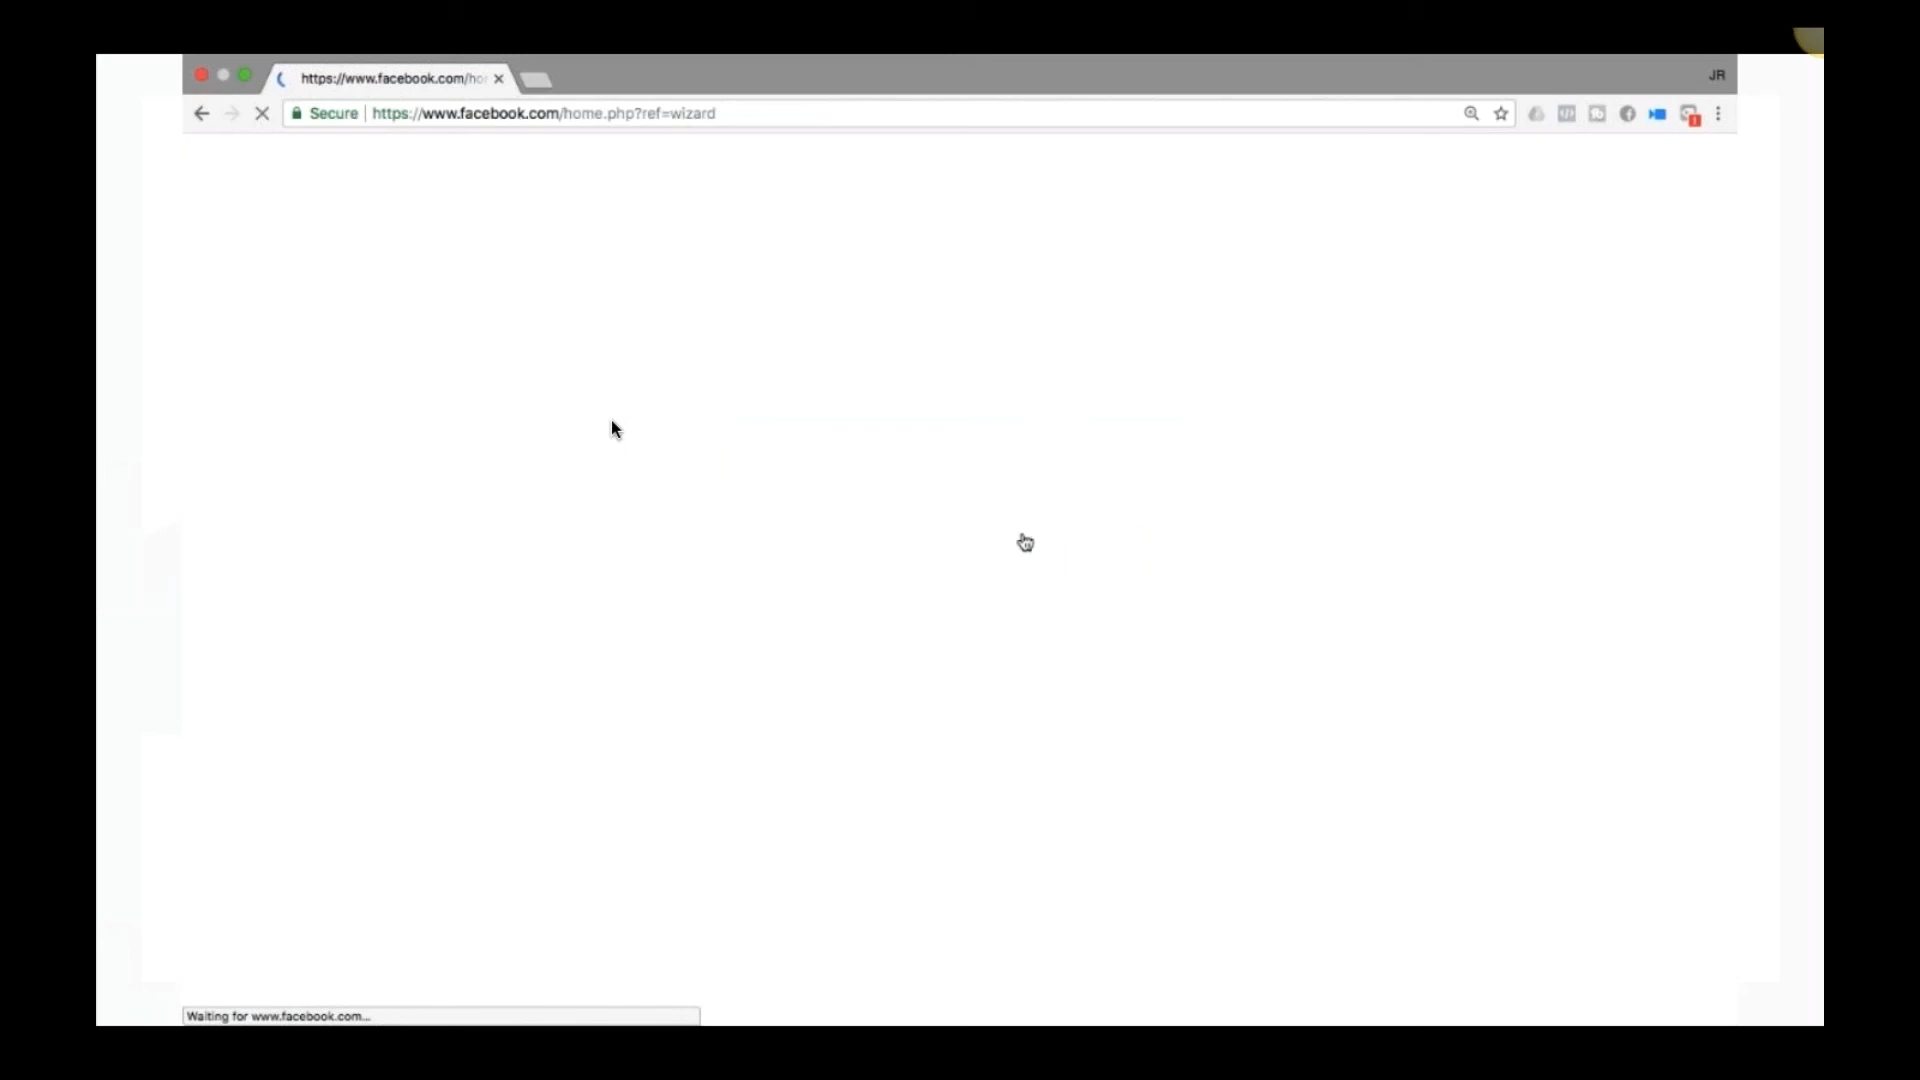 https://www.facebook.com/ho
JR
Secure https://www.facebook.com/home.php?ref=wizard
Waiting for www.facebook.com...